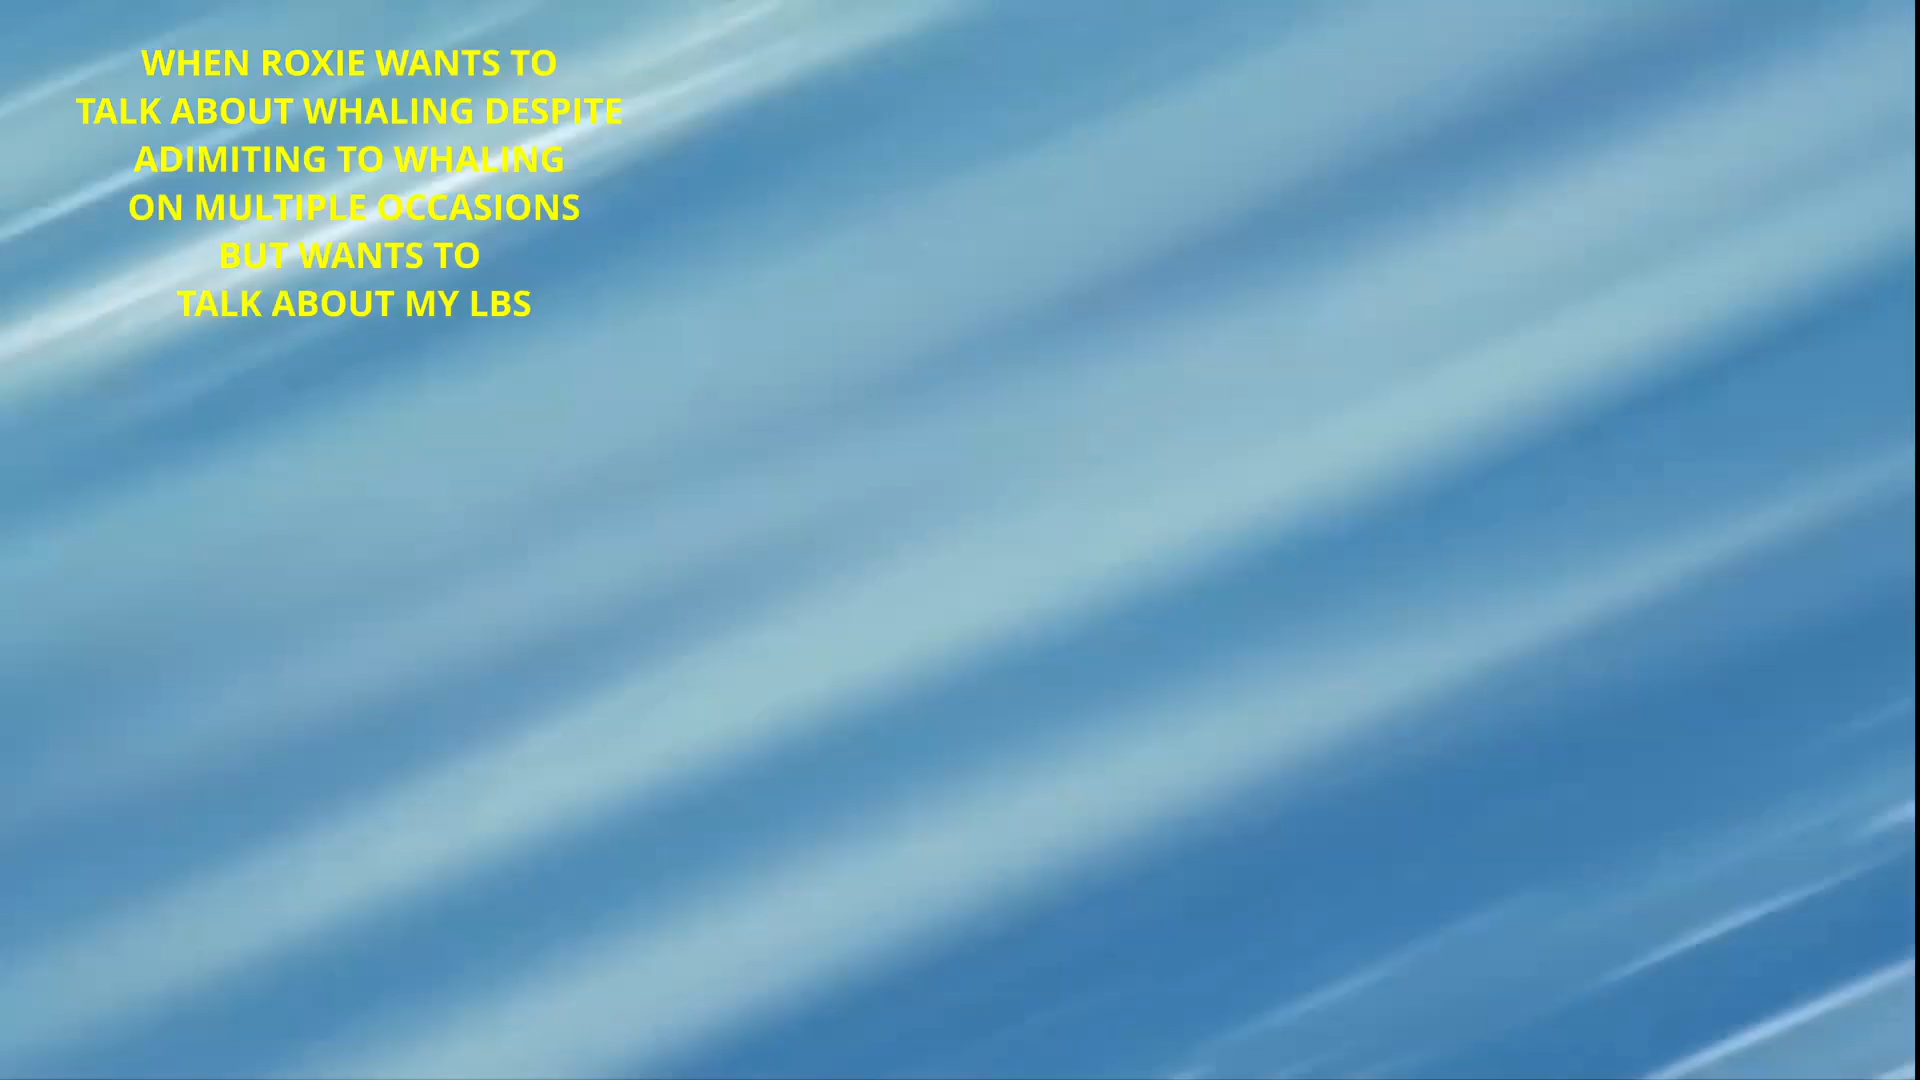 WHEN ROXIE WANTS TO
TALK ABOUT WHALING DESPITE
ADIMITING TO WHALING
ON MULTIPLE OCCASIONS
BUT WANTS TO
TALK ABOUT MY LBS